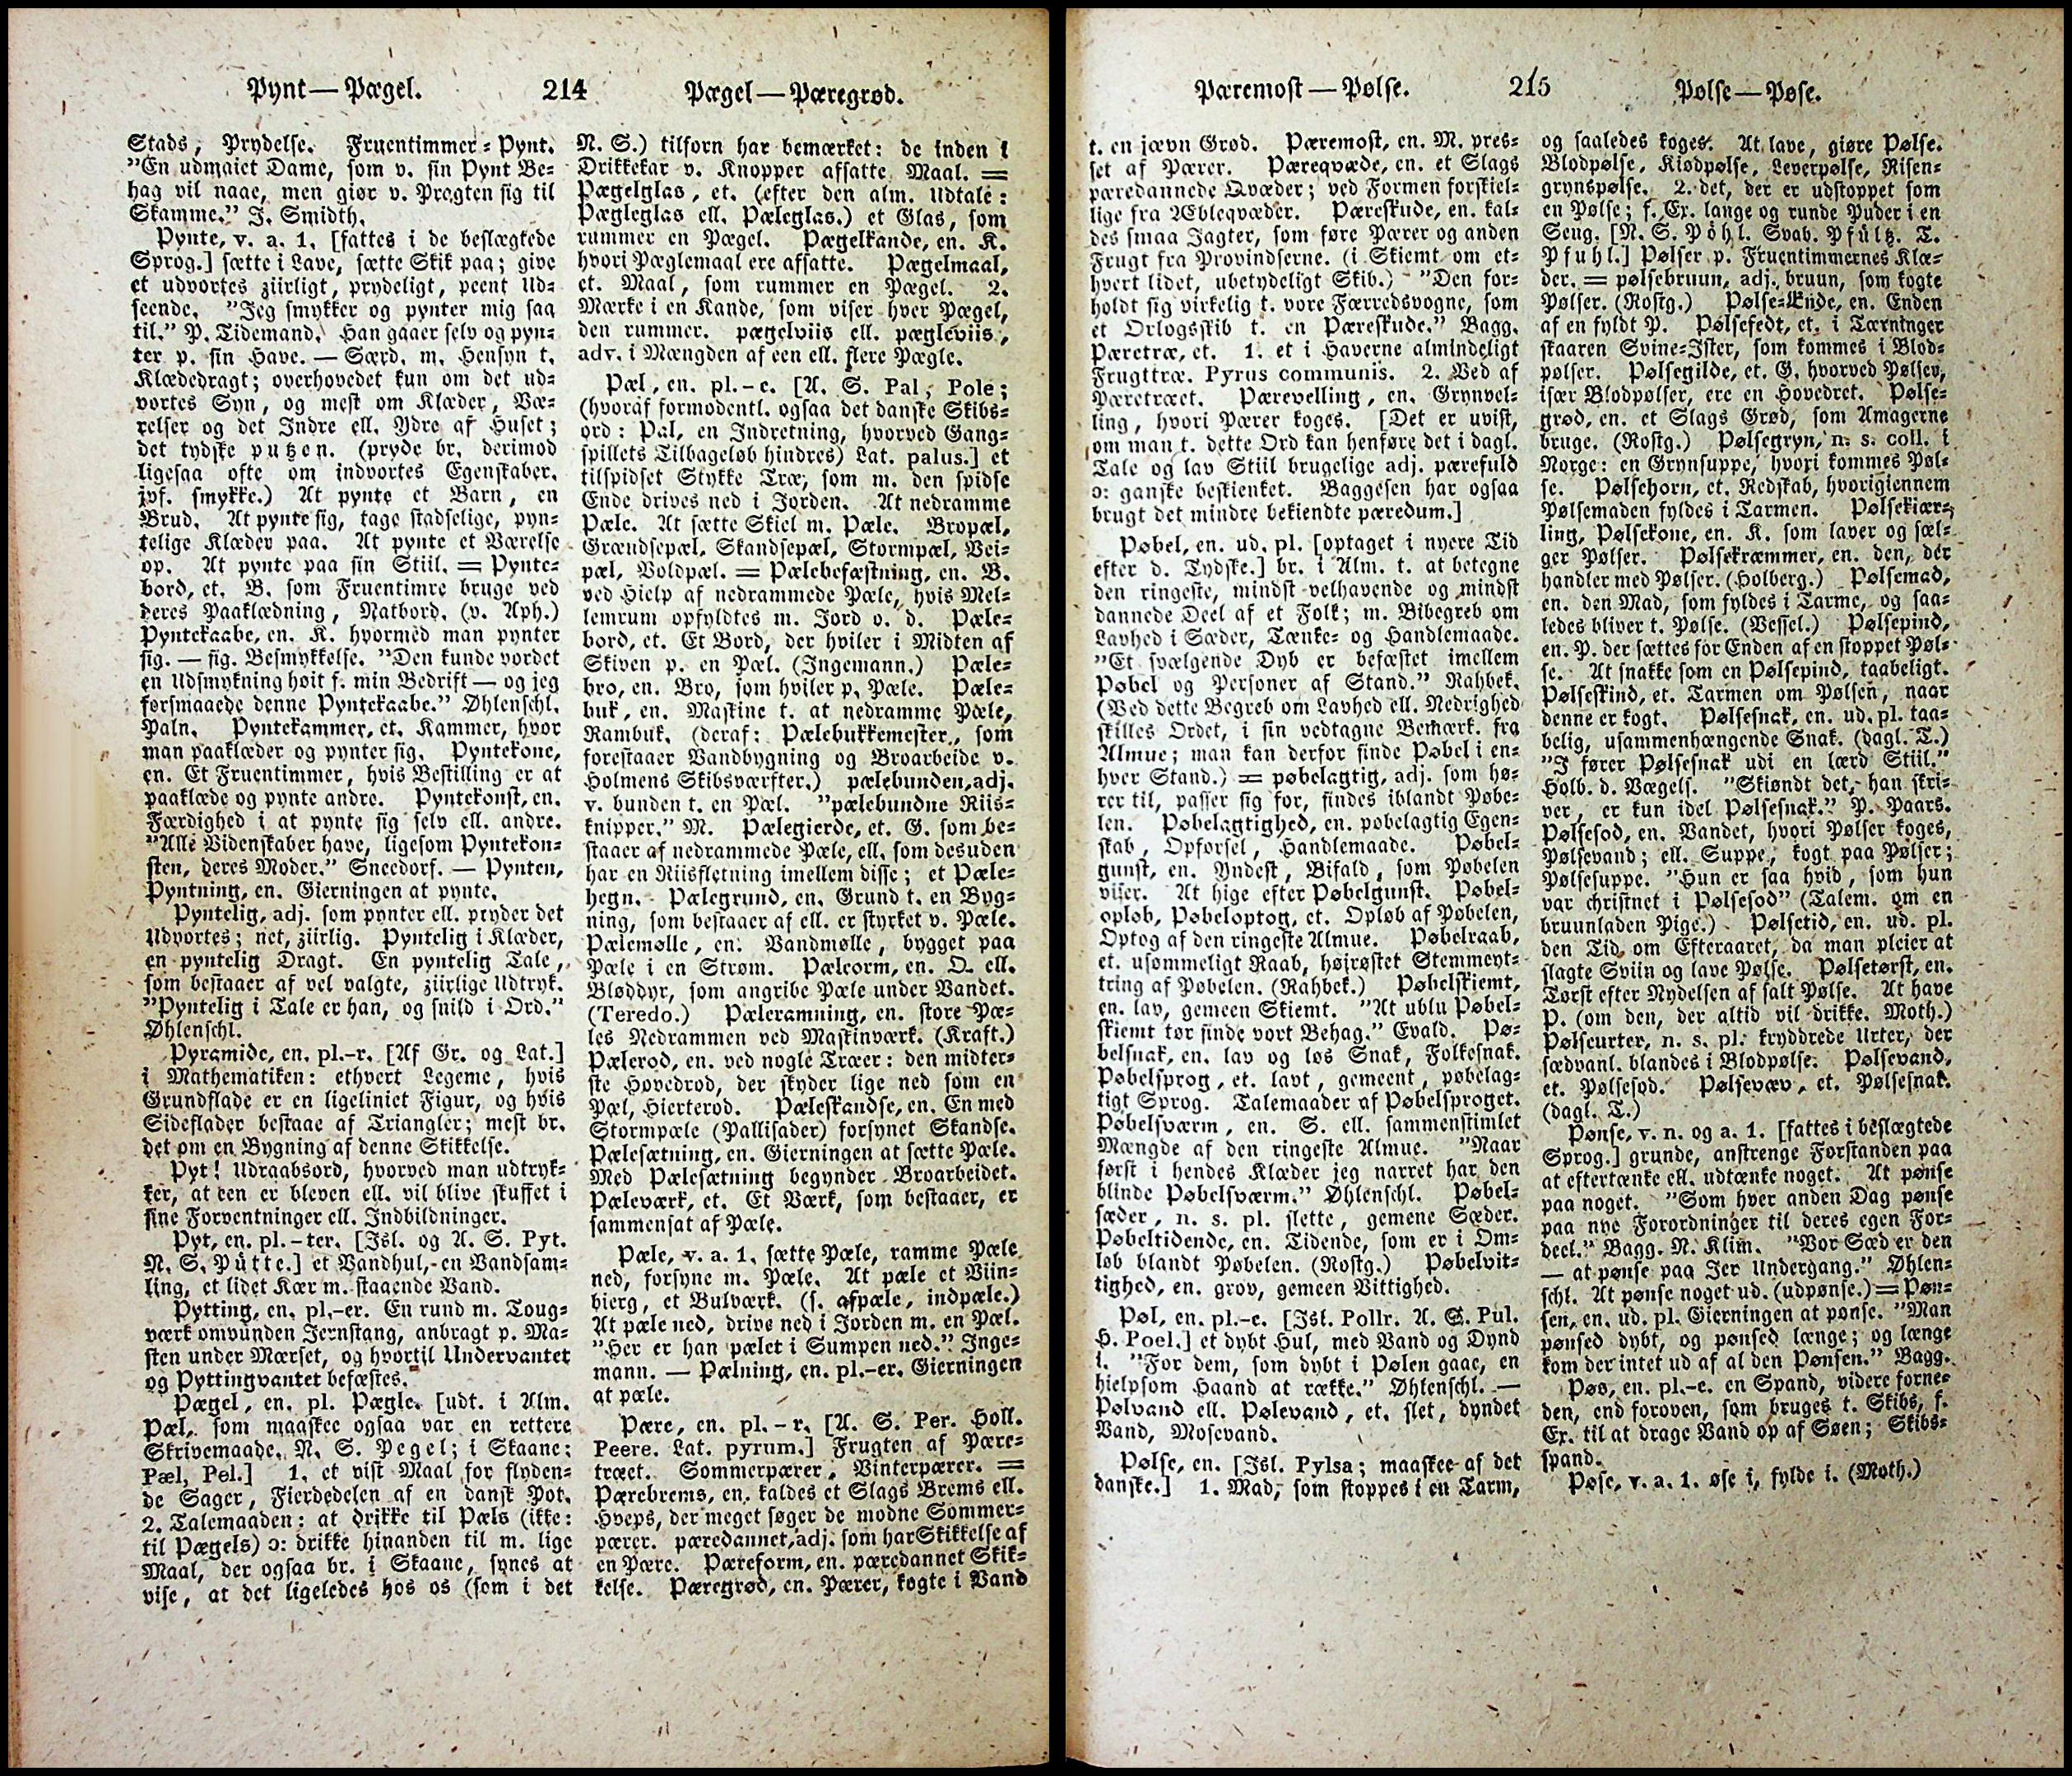 Pynt — Pægel. 214 Pægel — Pæregrød.
Stads, Prydelse. Fruentimmer-Pynt.
"En udmaiet Dame, som v. sin Pynt Be-
hag vil naae, men giør v. Pragten sig til
Skamme." J. Smidth.
Pynte, v. a. 1. [fattes i de beslægtede
Sprog.] sætte i Lave, sætte Skik paa; give
et udvortes ziirligt, prydeligt, peent Ud-
seende. "Jeg smykker og pynter mig saa
til." P. Tidemand. Han gaaer selv og pyn-
ter p. sin Have. — Særd. m. Hensyn t.
Klædedragt; overhovedet kun om det ud-
vortes Syn, og mest om Klæder, Væ-
relser og det Indre ell. Ydre af Huset;
det tydske putzen. (pryde br. derimod
ligesaa ofte om indvortes Egenskaber.
jvf. smykke.) At pynte et Barn, en
Brud. At pynte sig, tage stadselige, pyn-
telige Klæder paa. At pynte et Værelse
op. At pynte paa sin Stiil. = Pynte-
bord, et. B. som Fruentimre bruge ved
deres Paaklædning, Natbord. (v. Aph.)
Pyntekaabe, en. K. hvormed man pynter
sig. — fig. Besmykkelse. "Den kunde vordet
en Udsmykning høit f. min Bedrift — og jeg
forsmaaede denne Pyntekaabe." Øhlenschl.
Paln. Pyntekammer, et. Kammer, hvor
man paaklæder og pynter sig. Pyntekone,
en. Et Fruentimmer, hvis Bestilling er at
paaklæde og pynte andre. Pyntekonst, en.
Færdighed i at pynte sig selv ell. andre.
"Alle Videnskaber have, ligesom Pyntekon-
sten, deres Moder." Sneedorf. — Pynten,
Pyntning, en. Gierningen at pynte.
Pyntelig, adj. som pynter ell. pryder det
Udvortes; net, ziirlig. Pyntelig i Klæder,
en pyntelig Dragt. En pyntelig Tale,
som bestaaer af vel valgte, ziirlige Udtryk.
"Pyntelig i Tale er han, og snild i Ord."
Øhlenschl.
Pyramide, en. pl.-r. [Af Gr. og Lat.]
i Mathematiken: ethvert Legeme, hvis
Grundflade er en ligeliniet Figur, og hvis
Sideflader bestaae af Triangler; mest br.
det om en Bygning af denne Skikkelse.
Pyt! Udraabsord, hvorved man udtryk-
ker, at een er bleven ell. vil blive skuffet i
sine Forventninger ell. Indbildninger.
Pyt, en. pl.-ter. [Isl. og A. S. Pyt.
N. S. Pütte.] et Vandhul, en Vandsam-
ling, et lidet Kær m. staaende Vand.
Pytting, en. pl.-er. En rund m. Toug-
værk omvunden Jernstang, anbragt p. Ma-
sten under Mærset, og hvortil Undervantet
og Pyttingvantet befæstes.
Pægel, en. pl. Pægle. [udt. i Alm.
Pæl, som maaskee ogsaa var en rettere
Skrivemaade. N. S. Pegel; i Skaane:
Pæl, Pel.] 1. et vist Maal for flyden-
de Sager, Fierdedelen af en dansk Pot.
2. Talemaaden: at drikke til Pæls (ikke:
til Pægels) ɔ: drikke hinanden til m. lige
Maal, der ogsaa br. i Skaane, synes at
vise, at det ligeledes hos os (som i det
N. S.) tilforn har bemærket: de inden i
Drikkekar v. Knopper afsatte Maal. =
Pægelglas, et. (efter den alm. Udtale:
Pægleglas ell. Pæleglas.) et Glas, som
rummer en Pægel. Pægelkande, en. K.
hvori Pæglemaal ere afsatte. Pægelmaal,
et. Maal, som rummer en Pægel. 2.
Mærke i en Kande, som viser hver Pægel,
den rummer. pægelviis ell. pægleviis,
adv. i Mængden af een ell. flere Pægle.
Pæl, en. pl.-e. [A. S. Pal, Pole;
(hvoraf formodentl. ogsaa det danske Skibs-
ord: Pal, en Indretning, hvorved Gang-
spillets Tilbageløb hindres) Lat. palus.] et
tilspidset Stykke Træ, som m. den spidse
Ende drives ned i Jorden. At nedramme
Pæle. At sætte Skiel m. Pæle. Bropæl,
Grændsepæl, Skandsepæl, Stormpæl, Vei-
pæl, Voldpæl. = Pælebefæstning, en. B.
ved Hielp af nedrammede Pæle, hvis Mel-
lemrum opfyldtes m. Jord o. d. Pæle-
bord, et. Et Bord, der hviler i Midten af
Skiven p. en Pæl. (Ingemann.) Pæle-
bro, en. Bro, som hviler p. Pæle. Pæle-
buk, en. Maskine t. at nedramme Pæle,
Rambuk. (deraf: Pælebukkemester, som
forestaaer Vandbygning og Broarbeide v.
Holmens Skibsværfter.) pælebunden, adj.
v. bunden t. en Pæl. "pælebundne Riis-
knipper." M. Pælegierde, et. G. som be-
staaer af nedrammede Pæle, ell. som desuden
har en Riisfletning imellem disse; et Pæle-
hegn. Pælegrund, en. Grund t. en Byg-
ning, som bestaaer af ell. er styrket v. Pæle.
Pælemølle, en. Vandmølle, bygget paa
Pæle i en Strøm. Pæleorm, en. O. ell.
Bløddyr, som angribe Pæle under Vandet.
(Teredo.) Pæleramning, en. store Pæ-
les Nedrammen ved Maskinværk. (Kraft.)
Pælerod, en. ved nogle Træer: den midter-
ste Hovedrod, der skyder lige ned som en
Pæl, Hierterod. Pæleskandse, en. En med
Stormpæle (Pallisader) forsynet Skandse.
Pælesætning, en. Gierningen at sætte Pæle.
Med Pælesætning begynder Broarbeidet.
Pæleværk, et. Et Værk, som bestaaer, er
sammensat af Pæle.
Pæle, v. a. 1. sætte Pæle, ramme Pæle
ned, forsyne m. Pæle. At pæle et Viin-
bierg, et Bulværk. (s. afpæle, indpæle.)
At pæle ned, drive ned i Jorden m. en Pæl.
"Her er han pælet i Sumpen ned." Inge-
mann. — Pælning, en. pl.-er. Gierningen
at pæle.
Pære, en. pl.-r. [A. S. Per. Holl.
Peere. Lat. pyrum.] Frugten af Pære-
træet. Sommerpærer, Vinterpærer. =
Pærebrems, en. kaldes et Slags Brems ell.
Hveps, der meget søger de modne Sommer-
pærer. pæredannet, adj. som har Skikkelse af
en Pære. Pæreform, en. pæredannet Skik-
kelse. Pæregrød, en. Pærer, kogte i Vand
Pæremost — Pølse. 215 Pølse — Pøse.
t. en jævn Grød. Pæremost, en. M. pres-
set af Pærer. Pæreqvæde, en. et Slags
pæredannede Qvæder; ved Formen forskiel-
lige fra Æbleqvæder. Pæreskude, en. kal-
des smaa Jagter, som føre Pærer og anden
Frugt fra Provindserne. (i Skiemt om et-
hvert lidet, ubetydeligt Skib.) "Den for-
holdt sig virkelig t. vore Færredsvogne, som
et Orlogsskib t. en Pæreskude." Bagg.
Pæretræ, et. 1. et i Haverne almindeligt
Frugttræ. Pyrus communis. 2. Ved af
Pæretræet. Pærevelling, en. Grynvel-
ling, hvori Pærer koges. [Det er uvist,
om man t. dette Ord kan henføre det i dagl.
Tale og lav Stiil brugelige adj. pærefuld
ɔ: ganske beskienket. Baggesen har ogsaa
brugt det mindre bekiendte pæredum.]
Pøbel, en. ud. pl. [optaget i nyere Tid
efter d. Tydske.] br. i Alm. t. at betegne
den ringeste, mindst velhavende og mindst
dannede Deel af et Folk; m. Bibegreb om
Lavhed i Sæder, Tænke- og Handlemaade.
"Et svælgende Dyb er befæstet imellem
Pøbel og Personer af Stand." Rahbek.
(Ved dette Begreb om Lavhed ell. Nedrighed
skilles Ordet, i sin vedtagne Bemærk. fra
Almue; man kan derfor finde Pøbel i en-
hver Stand.) = pøbelagtig, adj. som hø-
rer til, passer sig for, findes iblandt Pøbe-
len. Pøbelagtighed, en. pøbelagtig Egen-
skab, Opførsel, Handlemaade. Pøbel-
gunst, en. Yndest, Bifald, som Pøbelen
viser. At hige efter Pøbelgunst. Pøbel-
opløb, Pøbeloptog, et. Opløb af Pøbelen,
Optog af den ringeste Almue. Pøbelraab,
et. usømmeligt Raab, højrøstet Stemmeyt-
tring af Pøbelen. (Rahbek.) Pøbelskiemt,
en. lav, gemeen Skiemt. "At ublu Pøbel-
skiemt tør finde vort Behag." Evald. Pø-
belsnak, en. lav og løs Snak, Folkesnak.
Pøbelsprog, et. lavt, gemeent, pøbelag-
tigt Sprog. Talemaader af Pøbelsproget.
Pøbelsværm, en. S. ell. sammenstimlet
Mængde af den ringeste Almue. "Naar
først i hendes Klæder jeg narret har den
blinde Pøbelsværm." Øhlenschl. Pøbel-
sæder, n. s. pl. slette, gemene Sæder.
Pøbeltidende, en. Tidende, som er i Om-
løb blandt Pøbelen. (Rostg.) Pøbelvit-
tighed, en. grov, gemeen Vittighed.
Pøl, en. pl.-e. [Isl. Pollr. A. S. Pul.
H. Poel.] et dybt Hul, med Vand og Dynd
i. "For dem, som dybt i Pølen gaae, en
hielpsom Haand at række." Øhlenschl. —
Pølvand ell. Pølevand, et. slet, dyndet
Vand, Mosevand.
Pølse, en. [Isl. Pylsa; maaskee af det
danske.] 1. Mad, som stoppes i en Tarm,
og saaledes koges. At lave, giøre Pølse.
Blodpølse, Kiødpølse, Leverpølse, Risen-
grynspølse. 2. det, der er udstoppet som
en Pølse; f. Ex. lange og runde Puder i en
Seng. [N. S. Pöhl. Svab. Pfülz. T.
Pfuhl.] Pølser p. Fruentimmernes Klæ-
der. = pølsebruun, adj. bruun, som kogte
Pølser. (Rostg.) Pølse-Ende, en. Enden
af en fyldt P. Pølsefedt, et. i Tærninger
skaaren Svine-Ister, som kommes i Blod-
pølser. Pølsegilde, et. G. hvorved Pølser,
især Blodpølser, ere en Hovedret. Pølse-
grød, en. et Slags Grød, som Amagerne
bruge. (Rostg.) Pølsegryn, n. s. coll. i
Norge: en Grynsuppe, hvori kommes Pøl-
se. Pølsehorn, et. Redskab, hvorigiennem
Pølsemaden fyldes i Tarmen. Pølsekiær-
ling, Pølsekone, en. K. som laver og sæl-
ger Pølser. Pølsekræmmer, en. den, der
handler med Pølser. (Holberg.) Pølsemad,
en. den Mad, som fyldes i Tarme, og saa-
ledes bliver t. Pølse. (Vessel.) Pølsepind,
en. P. der sættes for Enden af en stoppet Pøl-
se. At snakke som en Pølsepind, taabeligt.
Pølseskind, et. Tarmen om Pølsen, naar
denne er kogt. Pølsesnak, en. ud. pl. taa-
belig, usammenhængende Snak. (dagl. T.)
"I fører Pølsesnak udi en lærd Stiil."
Holb. d. Vægels. "Skiøndt det, han skri-
ver, er kun idel Pølsesnak." P. Paars.
Pølsesod, en. Vandet, hvori Pølser koges,
Pølsevand; ell. Suppe, kogt paa Pølser;
Pølsesuppe. "Hun er saa hvid, som hun
var christnet i Pølsesod" (Talem. om en
bruunladen Pige.) Pølsetid, en. ud. pl.
den Tid om Efteraaret, da man pleier at
slagte Sviin og lave Pølse. Pølsetørst, en.
Tørst efter Nydelsen af salt Pølse. At have
P. (om den, der altid vil drikke. Moth.)
Pølseurter, n. s. pl. kryddrede Urter, der
sædvanl. blandes i Blodpølse. Pølsevand,
et. Pølsesod. Pølsevæv, et. Pølsesnak.
(dagl. T.)
Pønse, v. n. og a. 1. [fattes i beslægtede
Sprog.] grunde, anstrenge Forstanden paa
at eftertænke ell. udtænke noget. At pønse
paa noget. "Som hver anden Dag pønse
paa nye Forordninger til deres egen For-
deel." Bagg. N. Klim. "Vor Sæd er den
— at pønse paa Jer Undergang." Øhlen-
schl. At pønse noget ud. (udpønse.) = Pøn-
sen, en. ud. pl. Gierningen at pønse. "Man
pønsed dybt, og pønsed længe; og længe
kom der intet ud af al den Pønsen." Bagg.
Pøs, en. pl.-e. en Spand, videre forne-
den, end foroven, som bruges t. Skibs, f.
Ex. til at drage Vand op af Søen; Skibs-
spand.
Pøse, v. a. 1. øse i, fylde i. (Moth.)